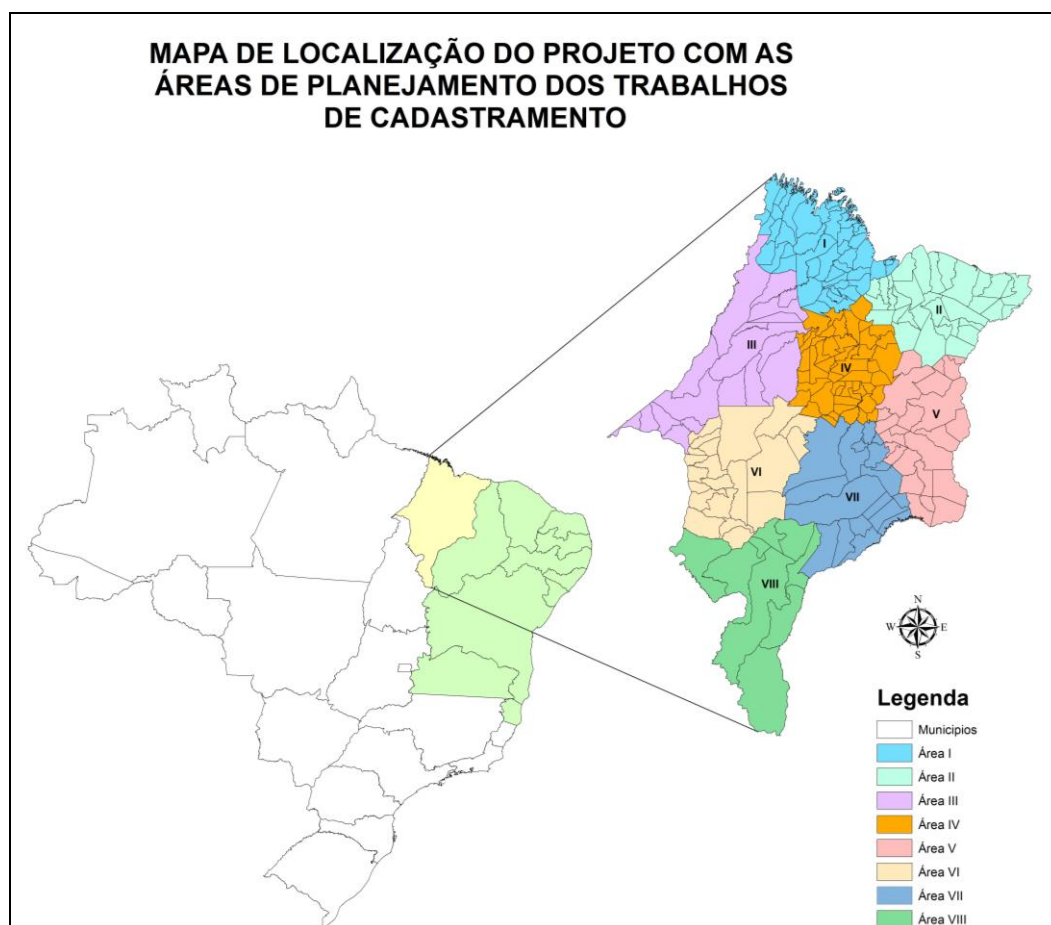 MAPA DE LOCALIZAÇÃO DO PROJETO COM AS
ÁREAS DE PLANEJAMENTO DOS TRABALHOS
DE CADASTRAMENTO
I
II
III
IV
V
VI
VII
VIII
N
W E
S
Legenda
Municipios
Área I
Área II
Área III
Área IV
Área V
Área VI
Área VII
Área VIII